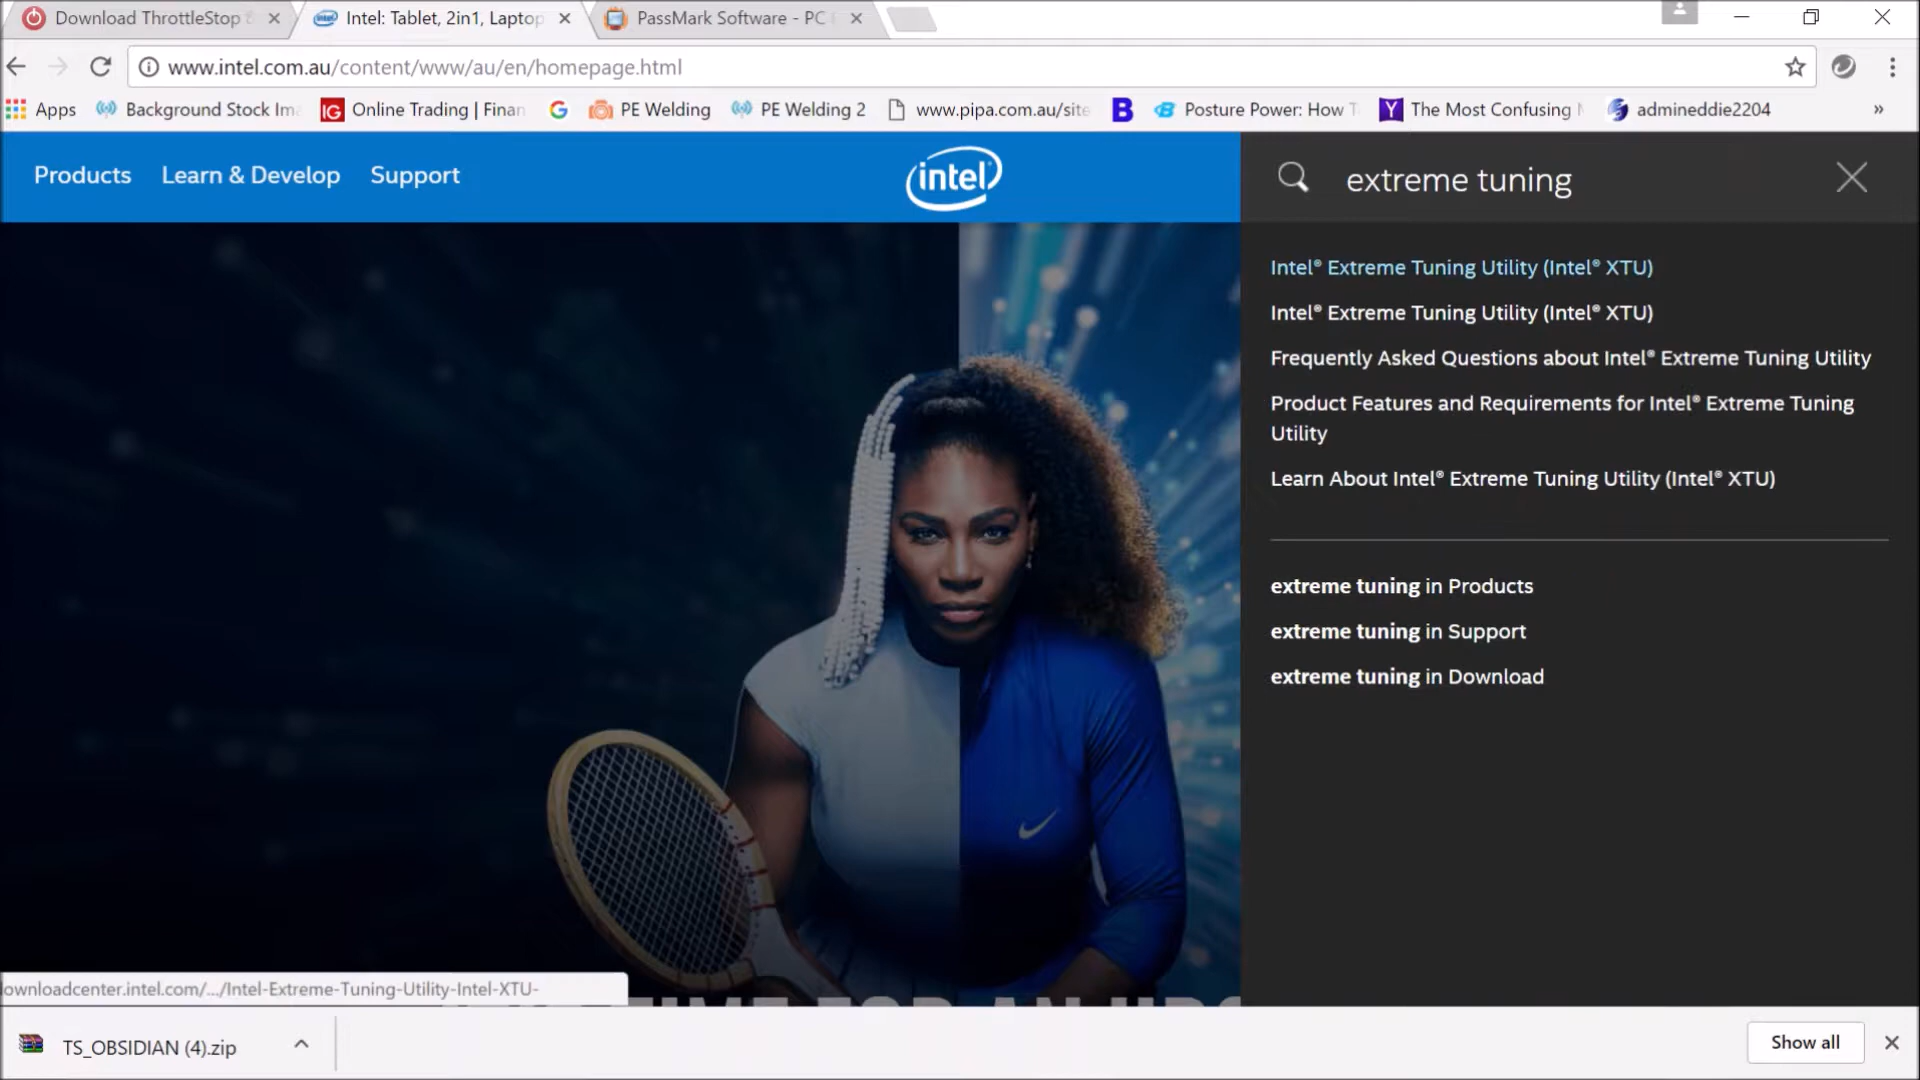 Download ThrottleStop
Intel: Tablet, 2in1, Laptop
PassMark Software - PC
www.intel.com.au/content/www/au/en/homepage.html
Apps
Background Stock Ima
IG
Online Trading | Finan
G
PE Welding
PE Welding 2
www.pipa.com.au/site
B
Posture Power: How T
Y
The Most Confusing
admineddie2204
»
Products
Learn & Develop
Support
intel
extreme tuning
Intel® Extreme Tuning Utility (Intel® XTU)
Intel® Extreme Tuning Utility (Intel® XTU)
Frequently Asked Questions about Intel® Extreme Tuning Utility
Product Features and Requirements for Intel® Extreme Tuning
Utility
Learn About Intel® Extreme Tuning Utility (Intel® XTU)
extreme tuning in Products
extreme tuning in Support
extreme tuning in Download
ownloadcenter.intel.com/.../Intel-Extreme-Tuning-Utility-Intel-XTU-
TIME FOR AN
TS_OBSIDIAN (4).zip
Show all